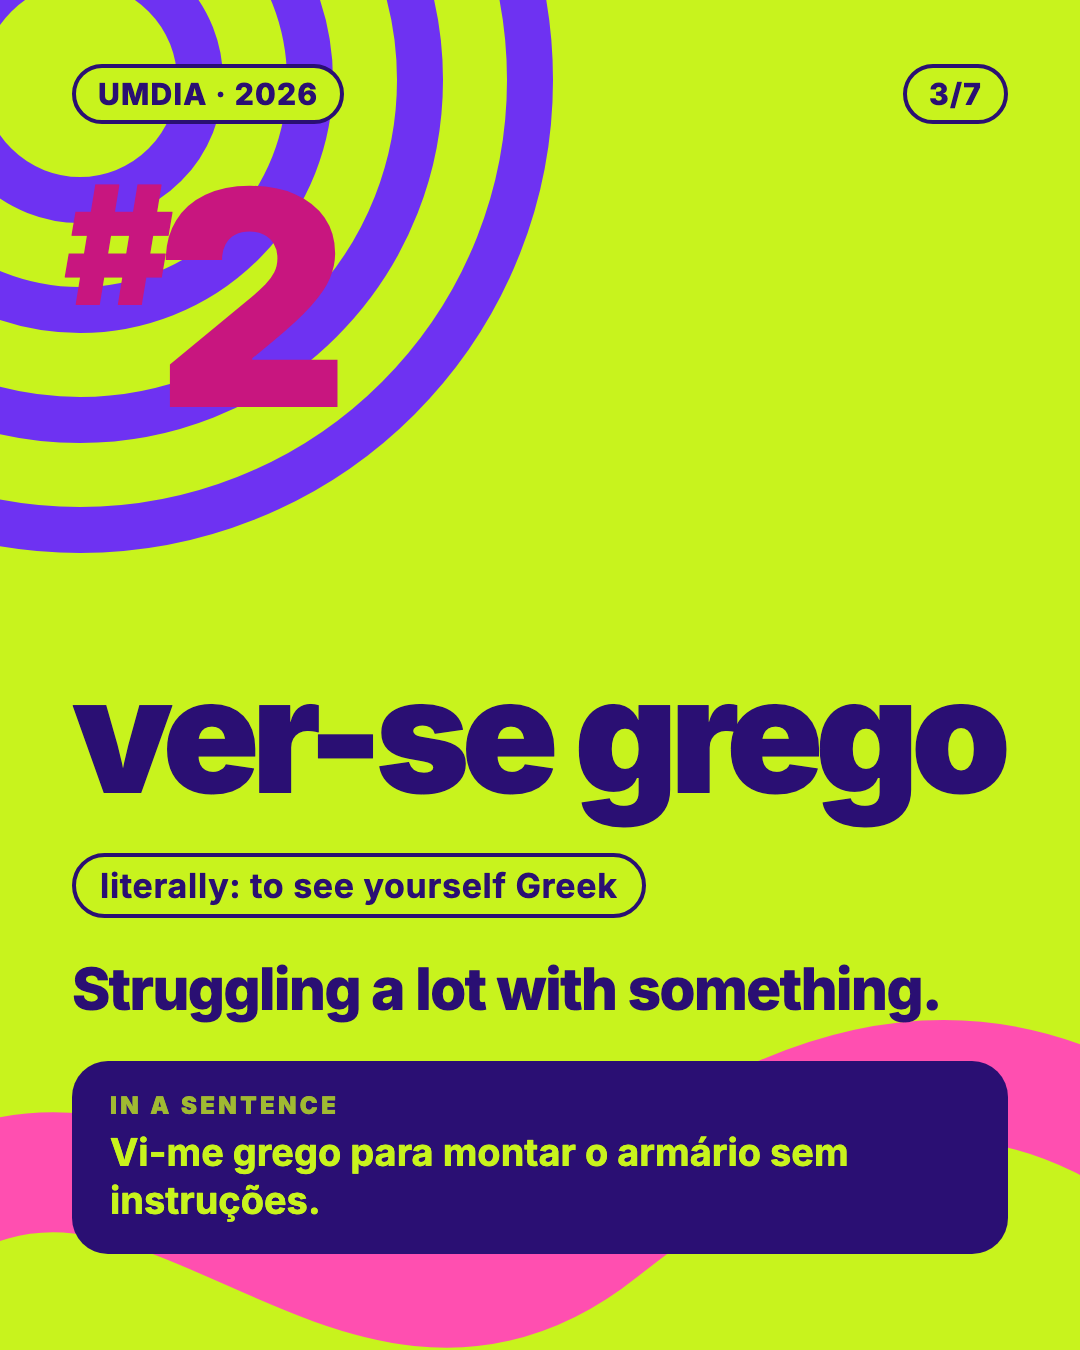 UMDIA · 2026
3/7
#2
ver-se grego
literally: to see yourself Greek
Struggling a lot with something.
IN A SENTENCE
Vi-me grego para montar o armário sem
instruções.